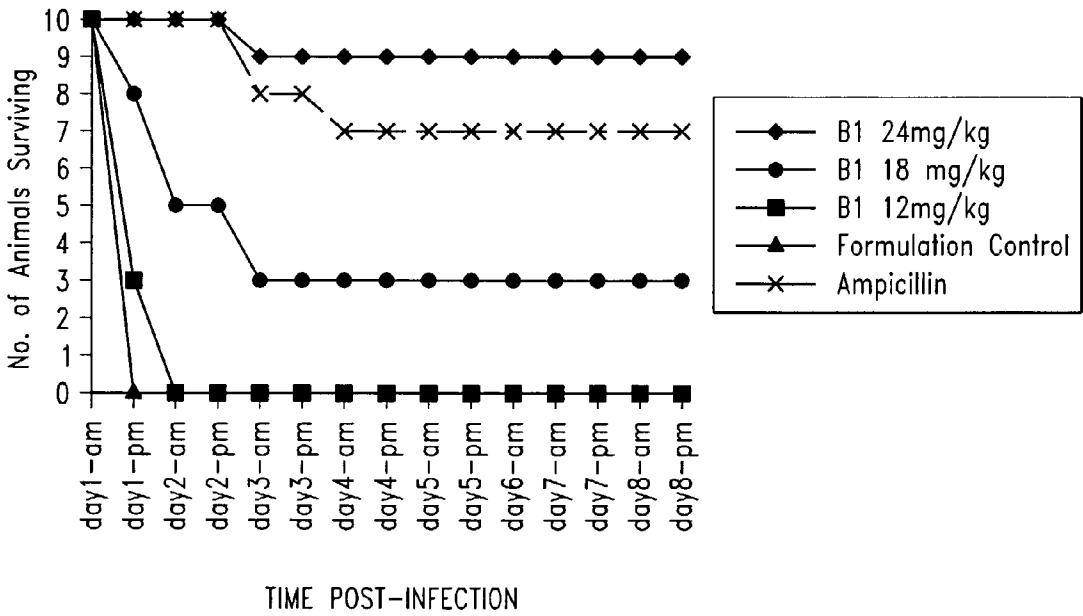 No. of Animals Surviving
10
9
8
7
6
5
4
3
2
1
0
day1-am
day1-pm
day2-am
day2-pm
day3-am
day3-pm
day4-am
day4-pm
day5-am
day5-pm
day6-am
day7-am
day7-pm
day8-am
day8-pm
TIME POST-INFECTION
B1 24mg/kg
B1 18 mg/kg
B1 12mg/kg
Formulation Control
Ampicillin